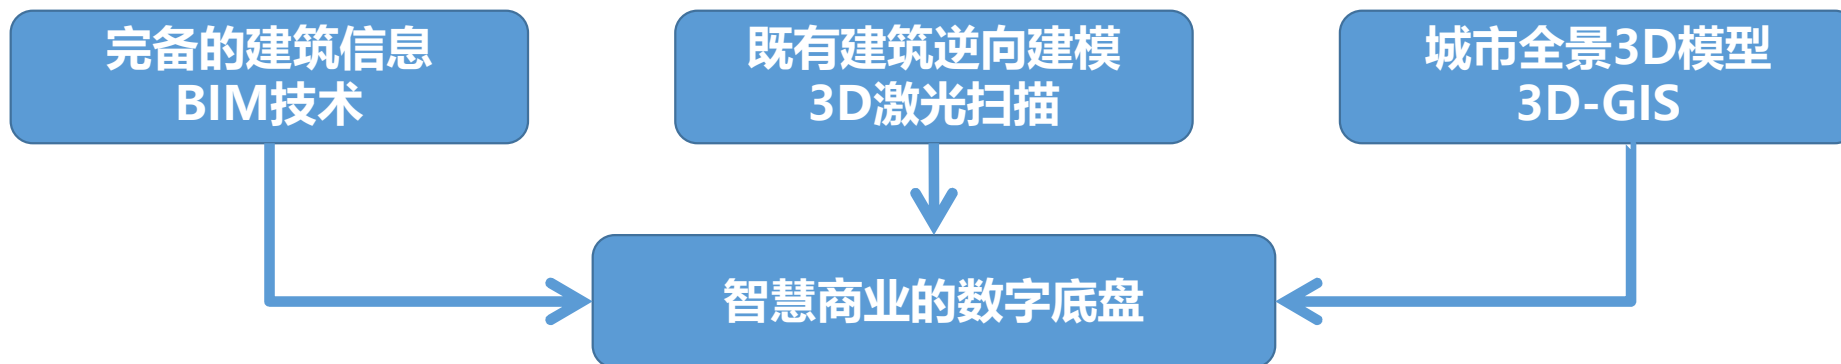 完备的建筑信息
BIM技术
既有建筑逆向建模
3D激光扫描
城市全景3D模型
3D-GIS
智慧商业的数字底盘